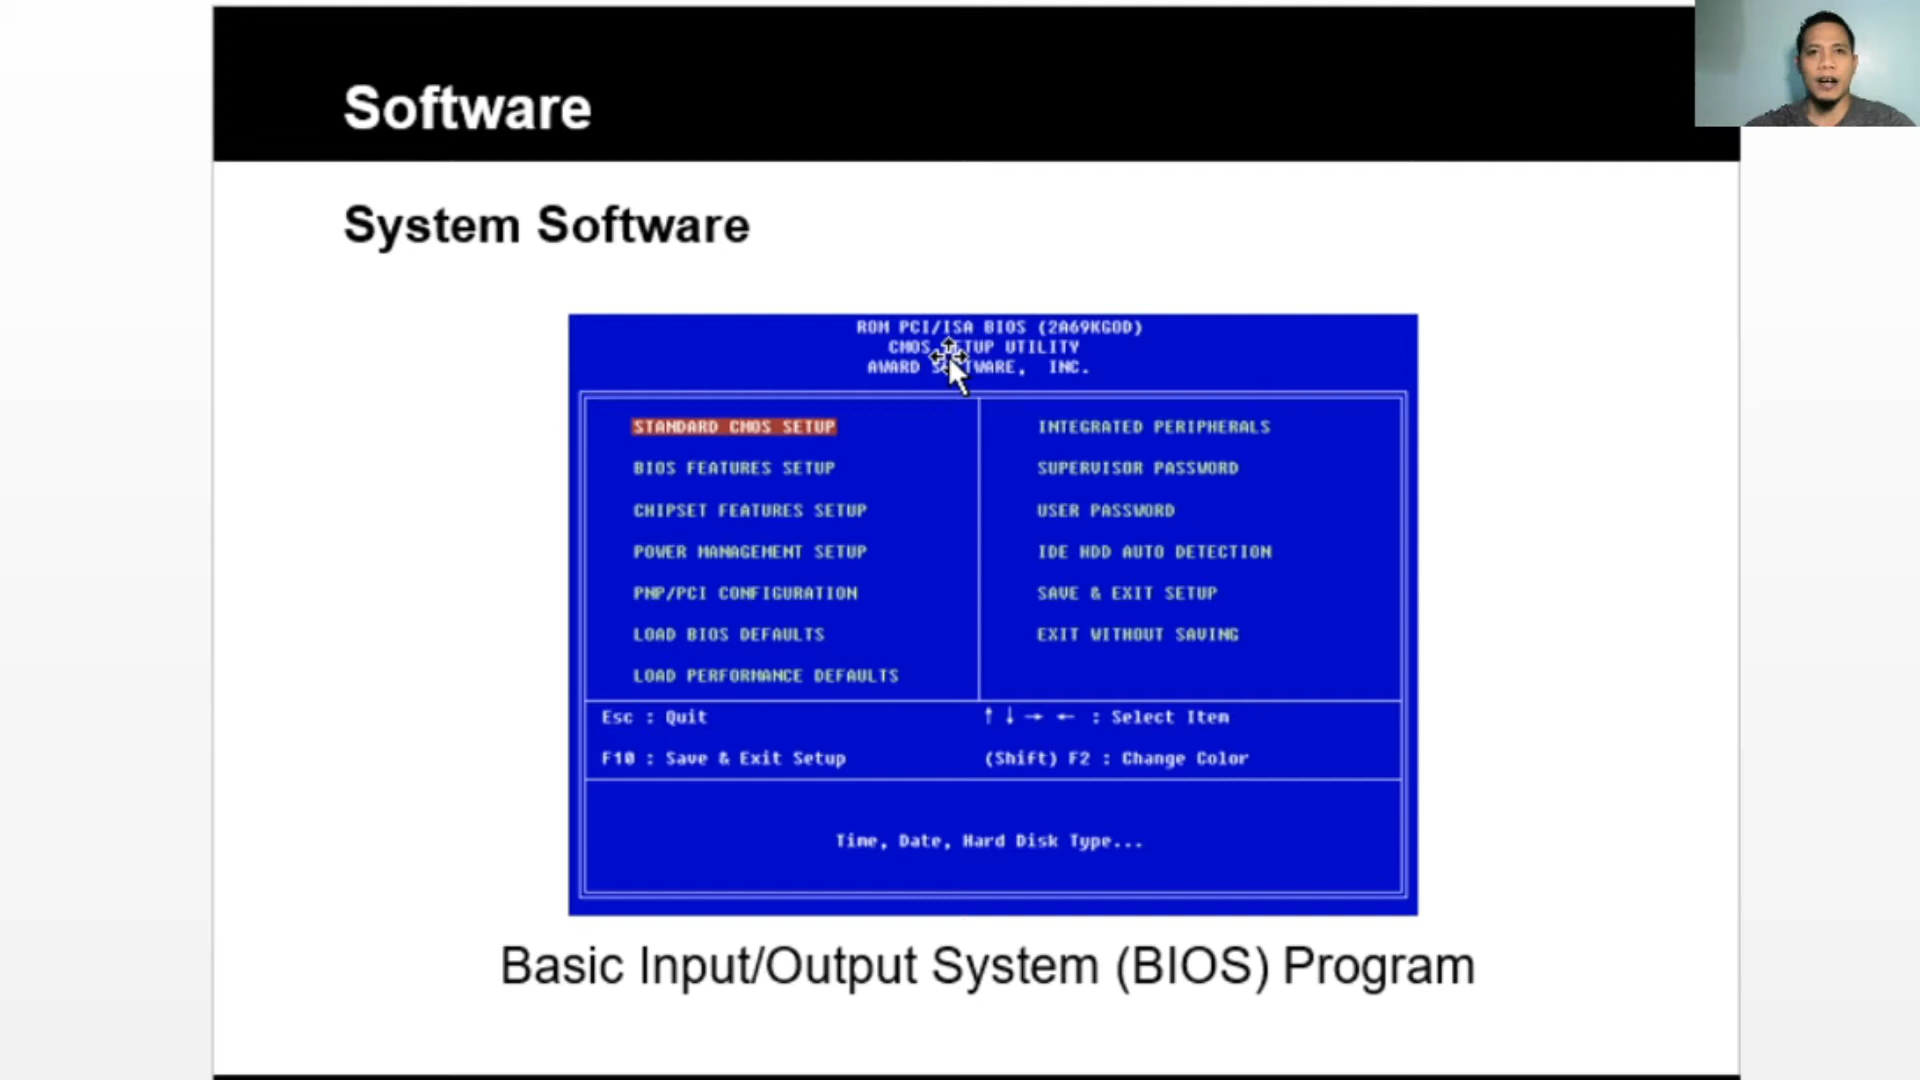 Software
System Software
ROM PCI/ISA BIOS (2A69KGOD)
CMOS SETUP UTILITY
AWARD SOFTWARE, INC.
STANDARD CMOS SETUP
INTEGRATED PERIPHERALS
BIOS FEATURES SETUP
SUPERVISOR PASSWORD
CHIPSET FEATURES SETUP
USER PASSWORD
POWER MANAGEMENT SETUP
IDE HDD AUTO DETECTION
PNP/PCI CONFIGURATION
SAVE & EXIT SETUP
LOAD BIOS DEFAULTS
EXIT WITHOUT SAVING
LOAD PERFORMANCE DEFAULTS
Esc : Quit
↑ ↓ → ← : Select Item
F10 : Save & Exit Setup
(Shift) F2 : Change Color
Time, Date, Hard Disk Type...
Basic Input/Output System (BIOS) Program